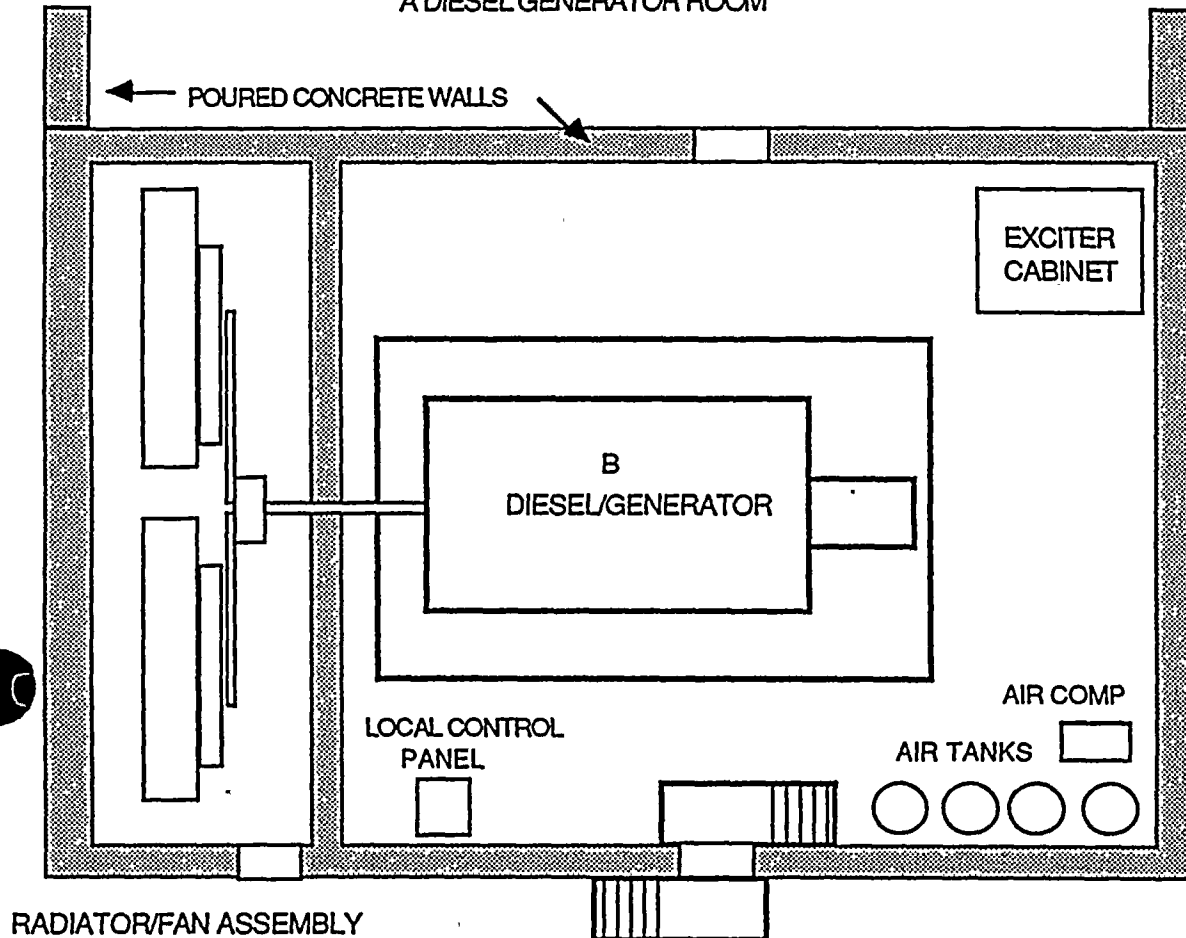 A DIESEL GENERATOR ROOM
POURED CONCRETE WALLS
EXCITER
CABINET
B
DIESEL/GENERATOR
AIR COMP
LOCAL CONTROL
PANEL
AIR TANKS
RADIATOR/FAN ASSEMBLY